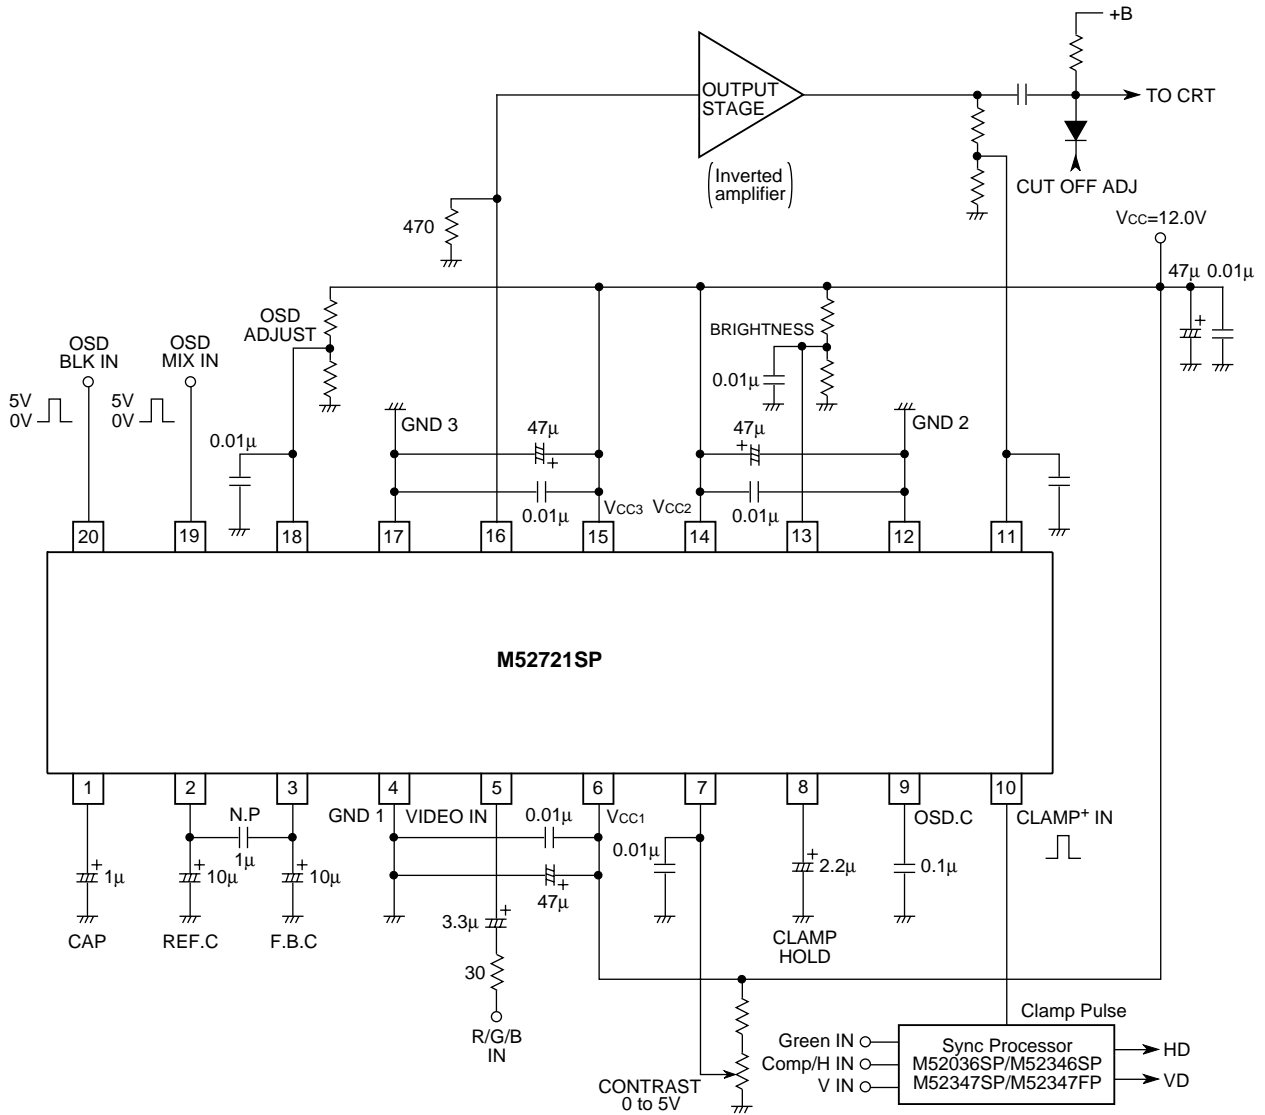 +B
OUTPUT
STAGE
TO CRT
(Inverted
amplifier)
CUT OFF ADJ
470
VCC=12.0V
47μ 0.01μ
OSD
ADJUST
BRIGHTNESS
OSD
BLK IN
OSD
MIX IN
0.01μ
5V
0V
5V
0V
GND 3
47μ
+
47μ
+
GND 2
+
0.01μ
0.01μ
VCC3
VCC2
0.01μ
20
19
18
17
16
15
14
13
12
11
M52721SP
1
2
3
4
5
6
7
8
9
10
N.P
GND 1
VIDEO IN
0.01μ
VCC1
OSD.C
CLAMP+ IN
1μ
0.01μ
+
1μ
+
10μ
+
10μ
+
47μ
+
2.2μ
0.1μ
CAP
REF.C
F.B.C
3.3μ
+
CLAMP
HOLD
30
R/G/B
IN
Clamp Pulse
Green IN
Comp/H IN
V IN
Sync Processor
M52036SP/M52346SP
M52347SP/M52347FP
HD
VD
CONTRAST
0 to 5V